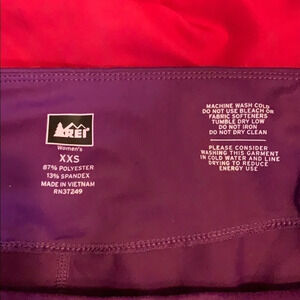 REI
Women's
XXS
87% POLYESTER
13% SPANDEX
MADE IN VIETNAM
RN37249
MACHINE WASH COLD
DO NOT USE BLEACH OR
FABRIC SOFTENERS
TUMBLE DRY LOW
DO NOT IRON
DO NOT DRY CLEAN
PLEASE CONSIDER
WASHING THIS GARMENT
IN COLD WATER AND LINE
DRYING TO REDUCE
ENERGY USE